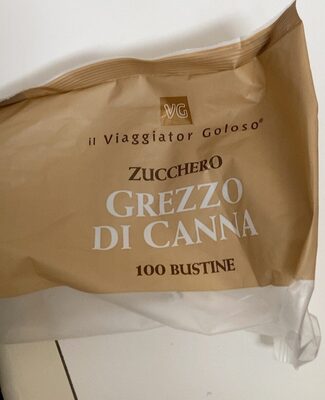 VG
il Viaggiator Goloso®
ZUCCHERO
GREZZO
DI CANNA
100 BUSTINE